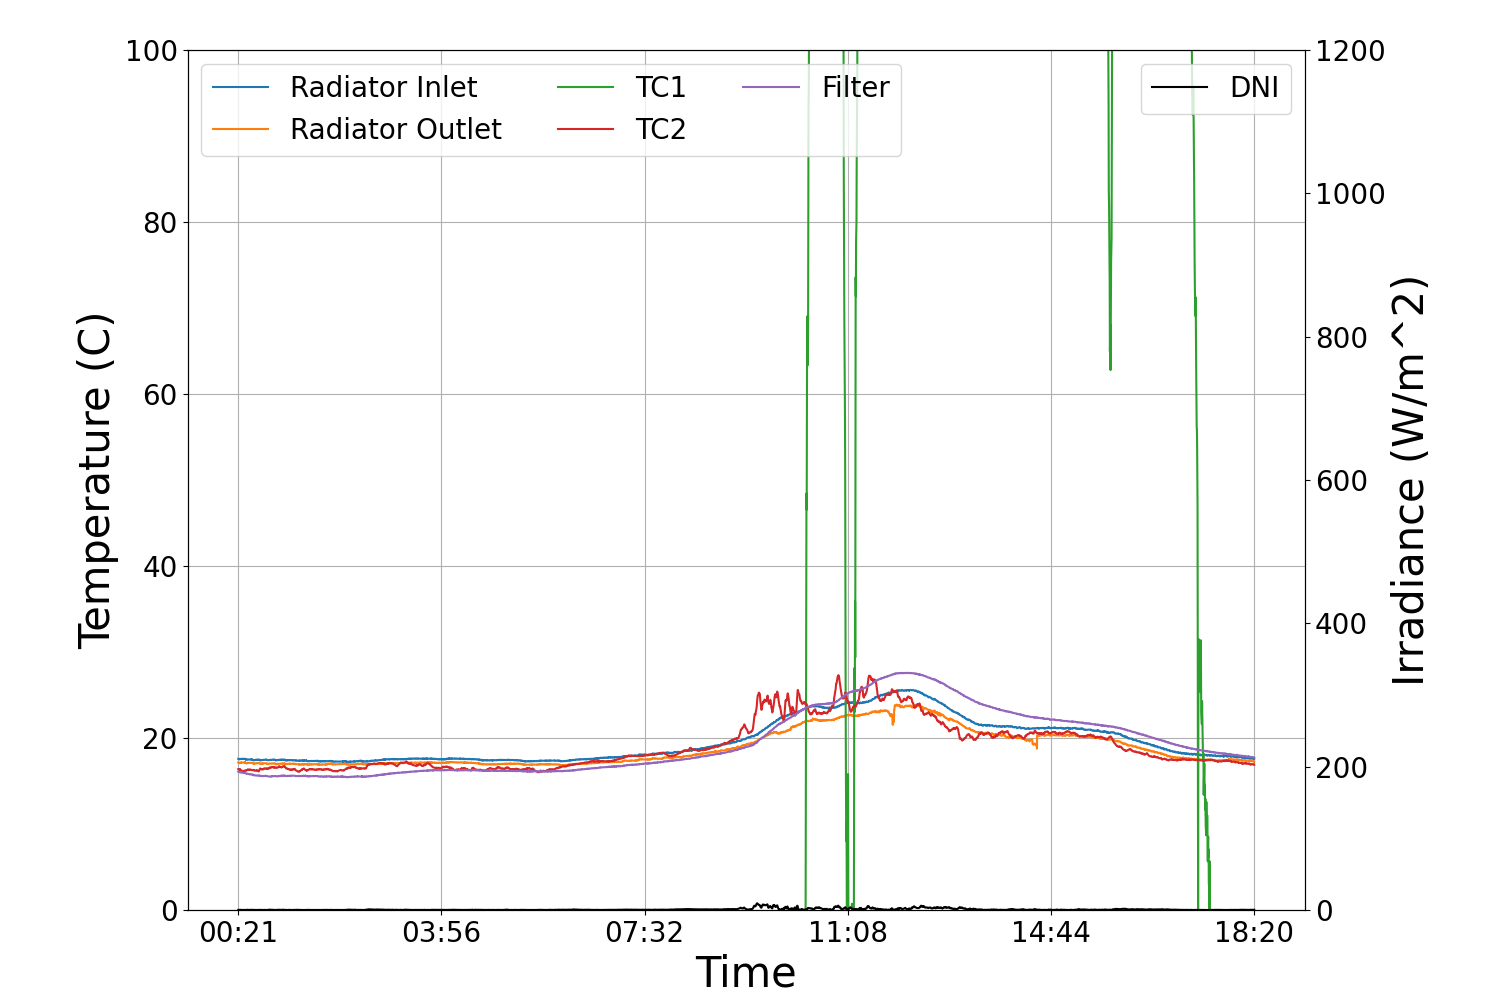 100
80
60
40
20
0
Temperature (C)
Radiator Inlet
Radiator Outlet
TC1
TC2
Filter
DNI
1200
1000
800
600
400
200
0
Irradiance (W/m^2)
00:21 03:56 07:32 11:08 14:44 18:20
Time